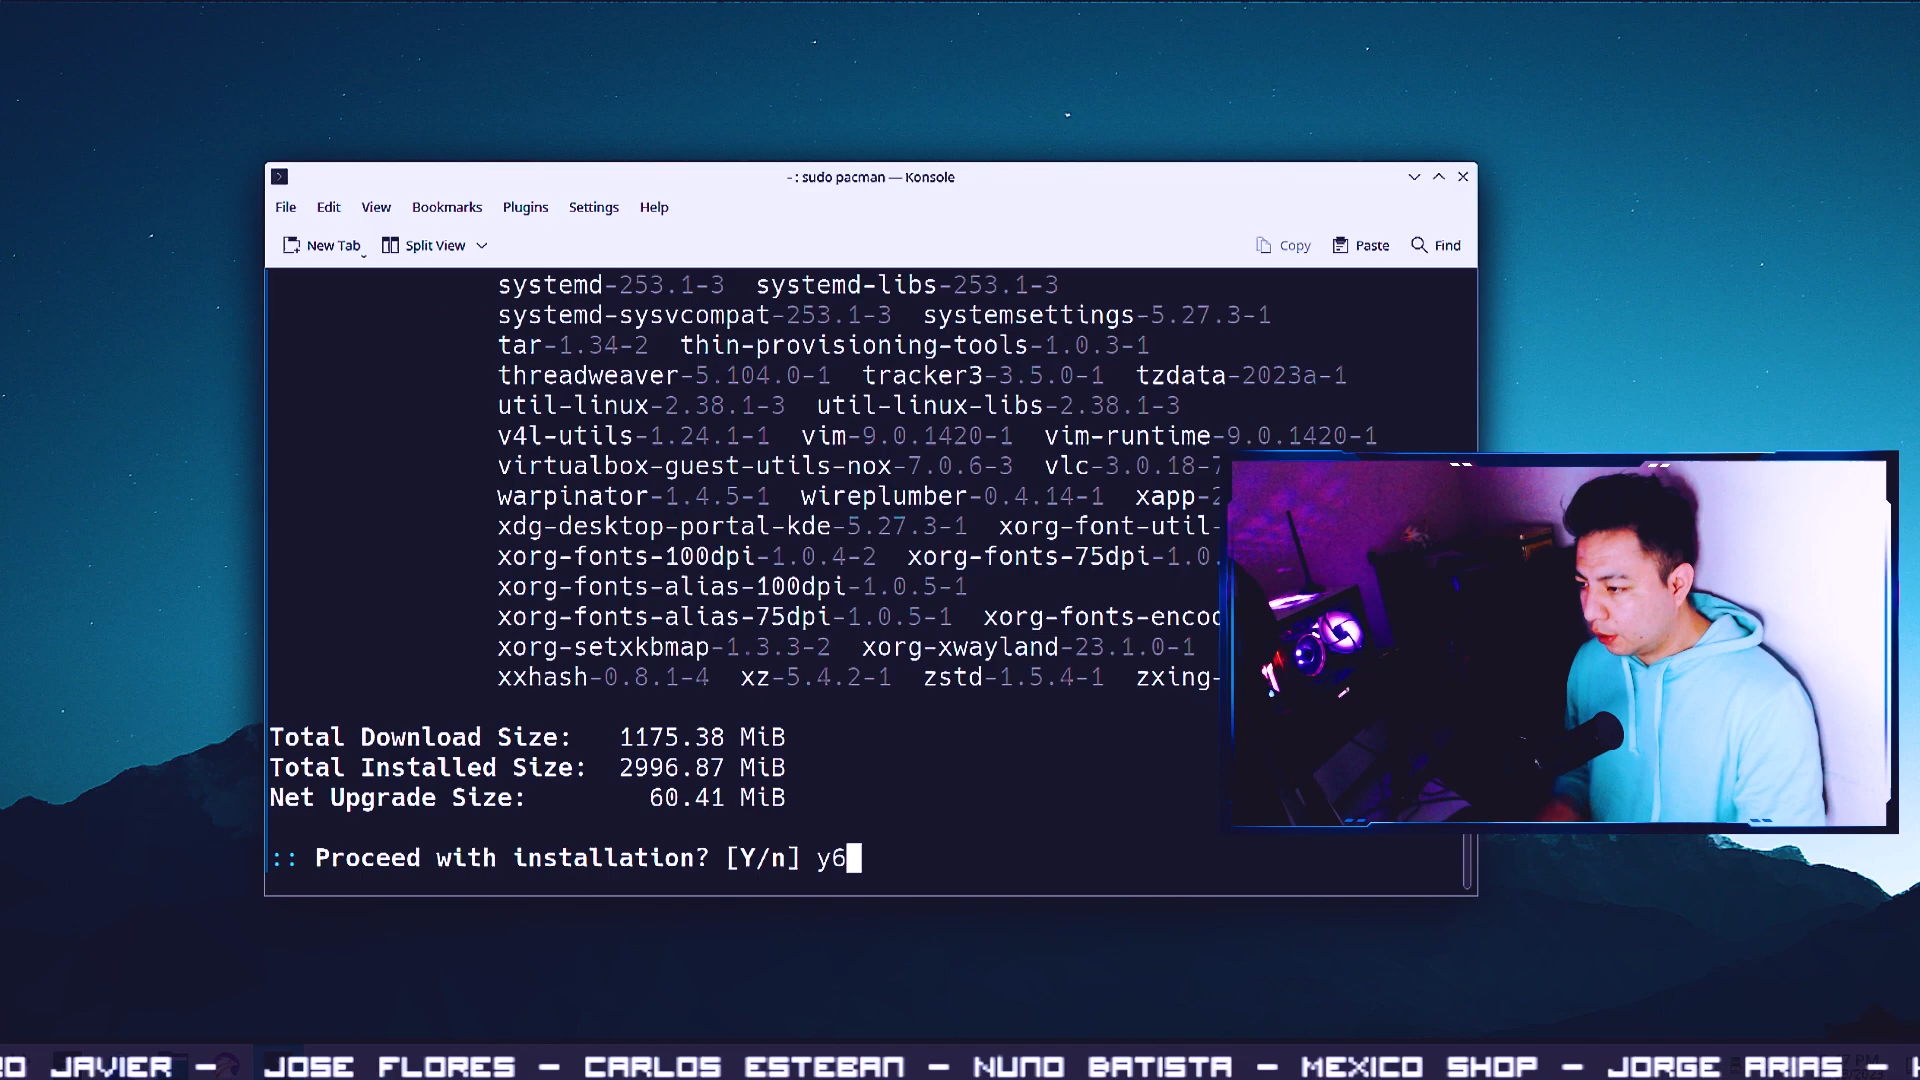 ~ : sudo pacman — Konsole
File Edit View Bookmarks Plugins Settings Help
New Tab Split View Copy Paste Find
systemd-253.1-3 systemd-libs-253.1-3
systemd-sysvcompat-253.1-3 systemsettings-5.27.3-1
tar-1.34-2 thin-provisioning-tools-1.0.3-1
threadweaver-5.104.0-1 tracker3-3.5.0-1 tzdata-2023a-1
util-linux-2.38.1-3 util-linux-libs-2.38.1-3
v4l-utils-1.24.1-1 vim-9.0.1420-1 vim-runtime-9.0.1420-1
virtualbox-guest-utils-nox-7.0.6-3 vlc-3.0.18-7
warpinator-1.4.5-1 wireplumber-0.4.14-1 xapp-2
xdg-desktop-portal-kde-5.27.3-1 xorg-font-util-
xorg-fonts-100dpi-1.0.4-2 xorg-fonts-75dpi-1.0.
xorg-fonts-alias-100dpi-1.0.5-1
xorg-fonts-alias-75dpi-1.0.5-1 xorg-fonts-enco
xorg-setxkbmap-1.3.3-2 xorg-xwayland-23.1.0-1
xxhash-0.8.1-4 xz-5.4.2-1 zstd-1.5.4-1 zxing-
Total Download Size: 1175.38 MiB
Total Installed Size: 2996.87 MiB
Net Upgrade Size: 60.41 MiB
:: Proceed with installation? [Y/n] y6
RO JAVIER - JOSE FLORES - CARLOS ESTEBAN - NUNO BATISTA - MEXICO SHOP - JORGE ARIAS -